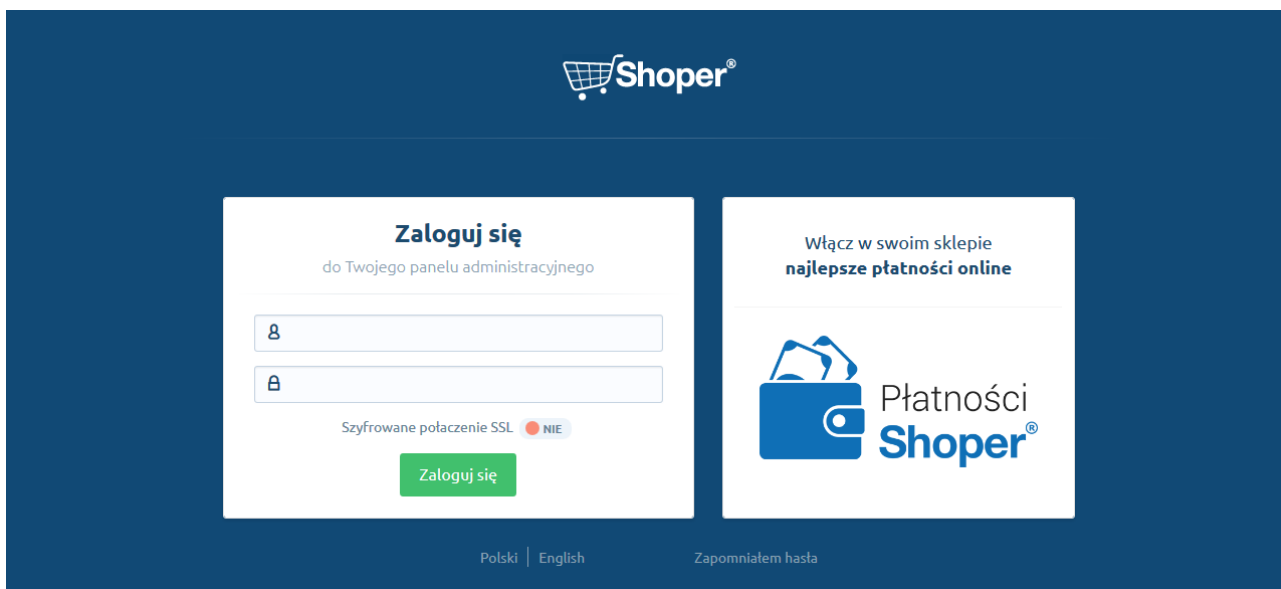 Shoper®
Zaloguj się
do Twojego panelu administracyjnego
Szyfrowane połaczenie SSL NIE
Zaloguj się
Włącz w swoim sklepie
najlepsze płatności online
Płatności
Shoper®
Polski | English
Zapomniałem hasła